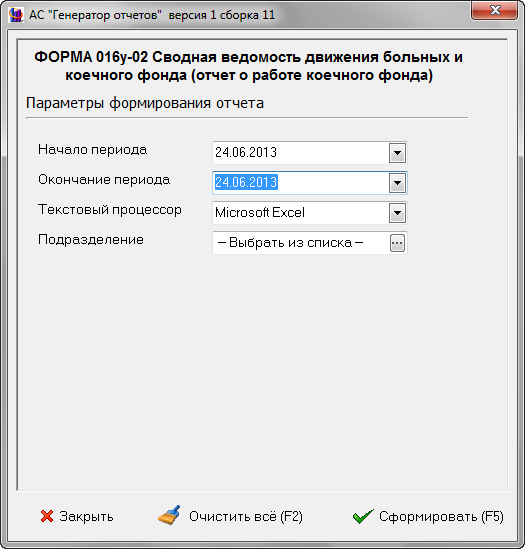 АС "Генератор отчетов" версия 1 сборка 11
ФОРМА 016у-02 Сводная ведомость движения больных и
коечного фонда (отчет о работе коечного фонда)
Параметры формирования отчета
Начало периода 24.06.2013
Окончание периода 24.06.2013
Текстовый процессор Microsoft Excel
Подразделение – Выбрать из списка – ...
Закрыть Очистить всё (F2) Сформировать (F5)